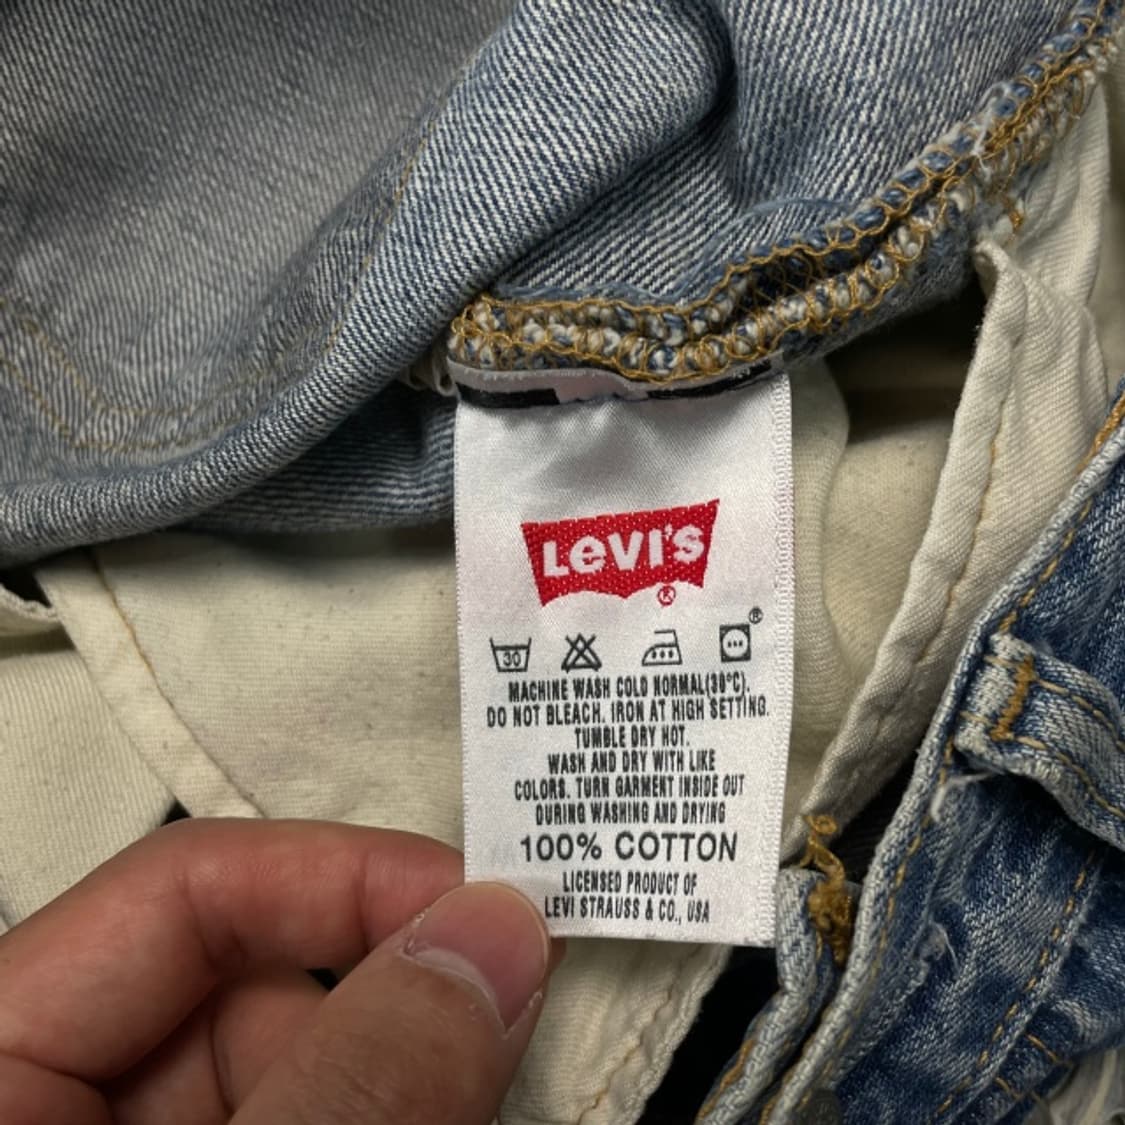 LEVI'S
®
30
®
MACHINE WASH COLD NORMAL(30°C).
DO NOT BLEACH. IRON AT HIGH SETTING.
TUMBLE DRY HOT.
WASH AND DRY WITH LIKE
COLORS. TURN GARMENT INSIDE OUT
DURING WASHING AND DRYING
100% COTTON
LICENSED PRODUCT OF
LEVI STRAUSS & CO., USA